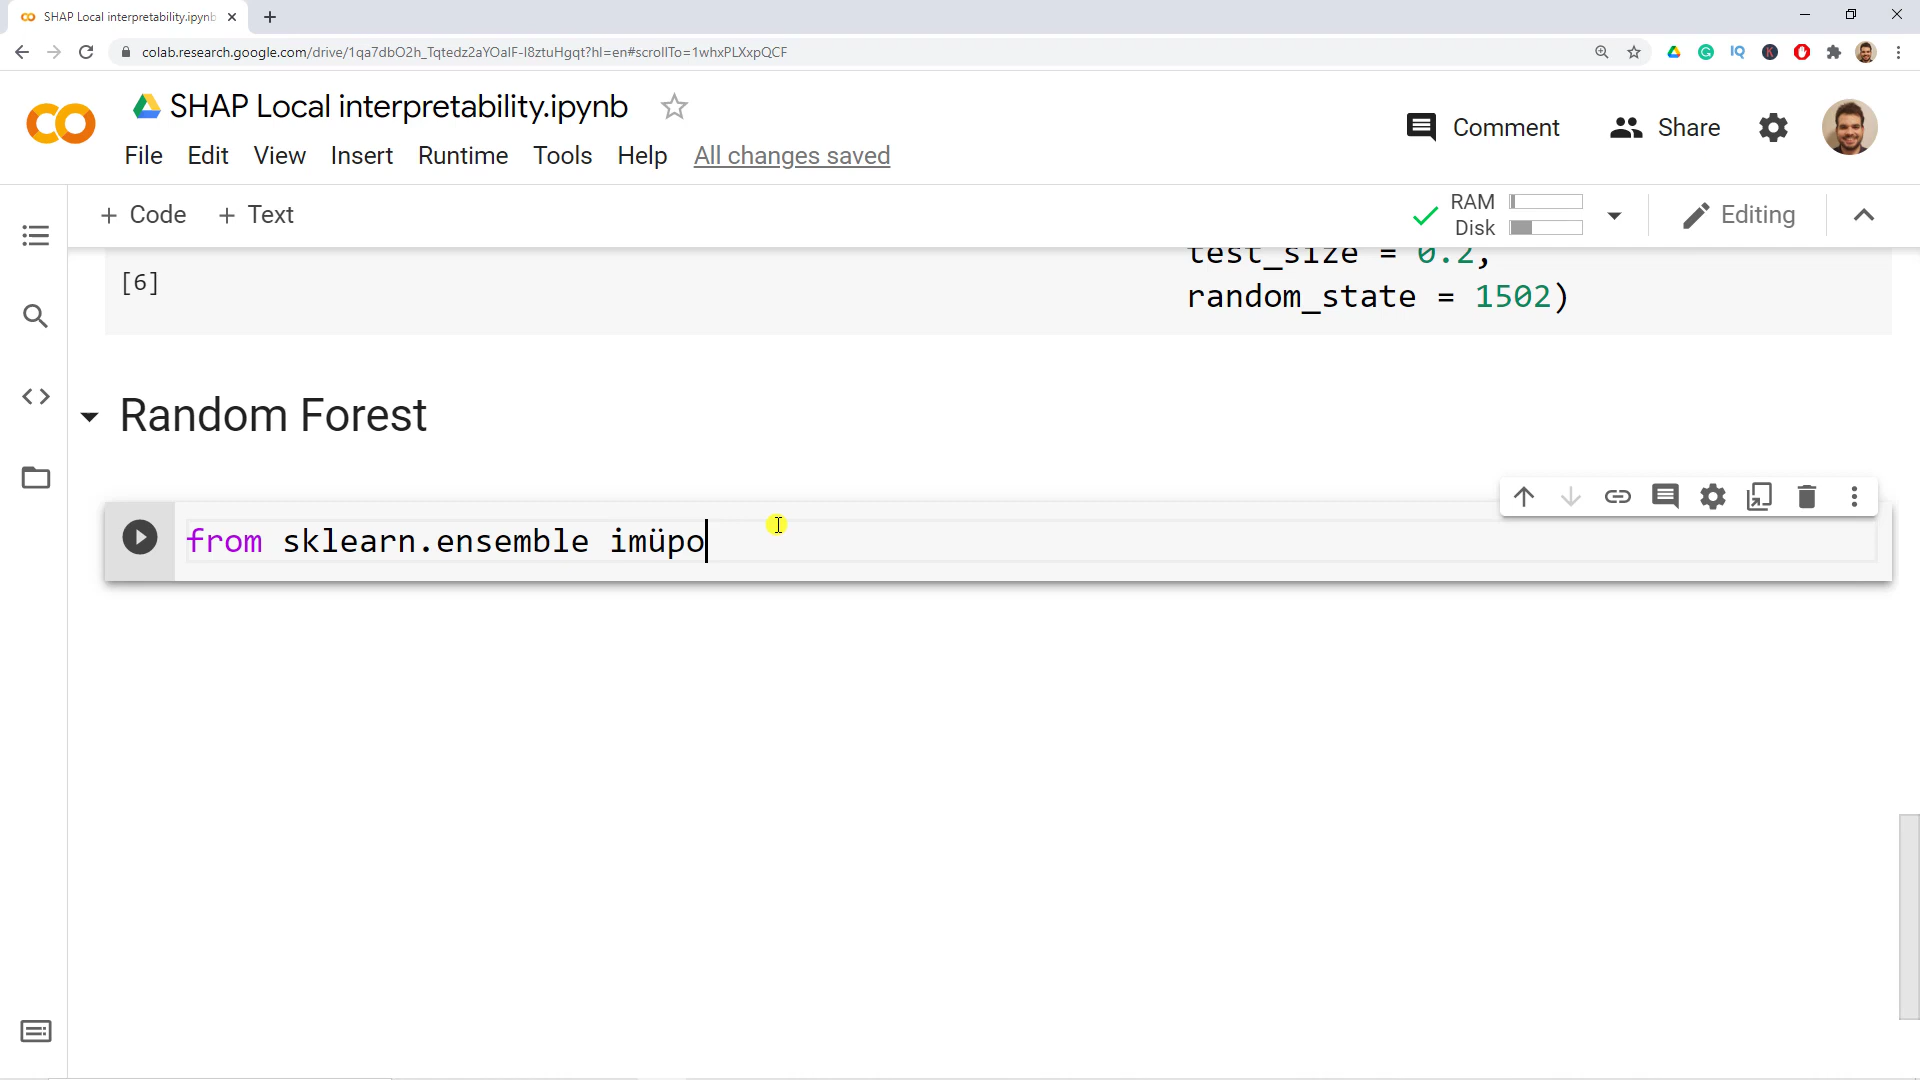 SHAP Local interpretability.ipynb
colab.research.google.com/drive/1qa7dbO2h_Tqtedz2aYOalF-I8ztuHgqt?hl=en#scrollTo=1whxPLXxpQCF
SHAP Local interpretability.ipynb
Comment
Share
File Edit View Insert Runtime Tools Help All changes saved
+ Code + Text
RAM
Disk
Editing
test_size = 0.2,
[6]
random_state = 1502)
Random Forest
from sklearn.ensemble imüpo